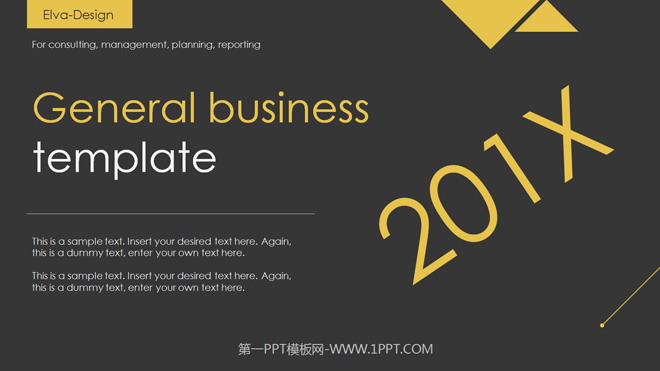 Elva-Design
For consulting, management, planning, reporting
General business
template
201X
This is a sample text. Insert your desired text here. Again,
this is a dummy text, enter your own text here.
This is a sample text. Insert your desired text here. Again,
this is a dummy text, enter your own text here.
第一PPT模板网-WWW.1PPT.COM